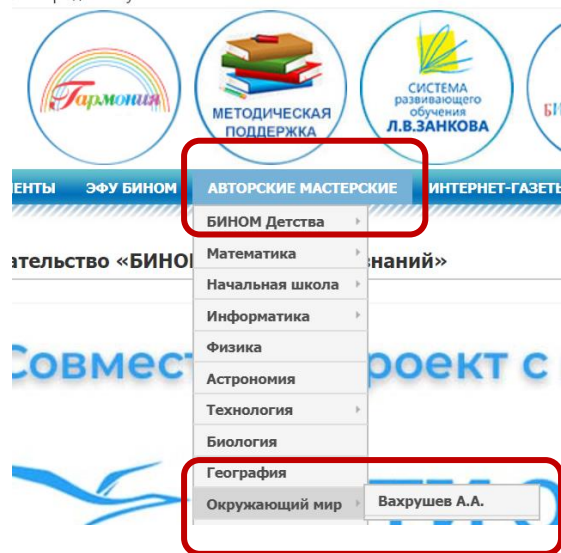 Гармония
МЕТОДИЧЕСКАЯ
ПОДДЕРЖКА
СИСТЕМА
развивающего
обучения
Л.В.ЗАНКОВА
ЭФУ БИНОМ
АВТОРСКИЕ МАСТЕРСКИЕ
БИНОМ Детства
Математика
Начальная школа
Информатика
Физика
Астрономия
Технология
Биология
География
Окружающий мир
Вахрушев А.А.